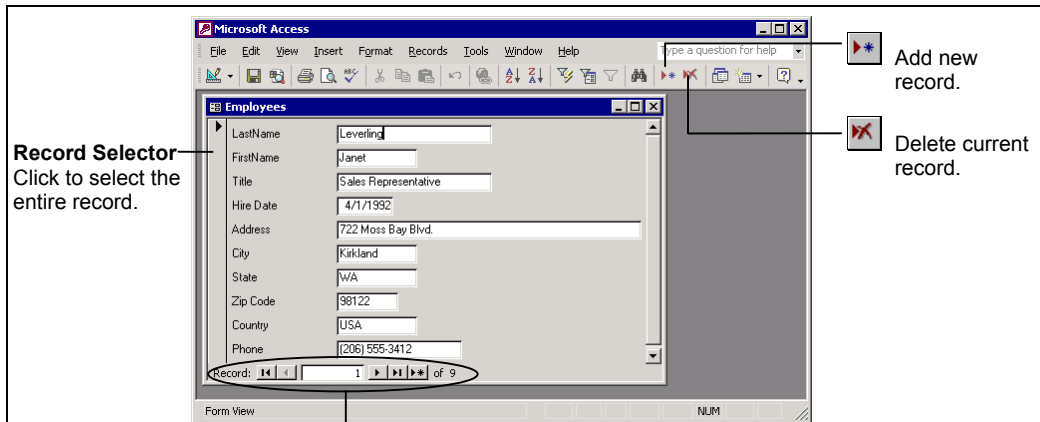 Microsoft Access
File Edit View Insert Format Records Tools Window Help
Type a question for help
Employees
LastName Leverling
FirstName Janet
Title Sales Representative
Hire Date 4/1/1992
Address 722 Moss Bay Blvd.
City Kirkland
State WA
Zip Code 98122
Country USA
Phone (206) 555-3412
Record: 1 of 9
Form View NUM
Record Selector
Click to select the
entire record.
Add new
record.
Delete current
record.